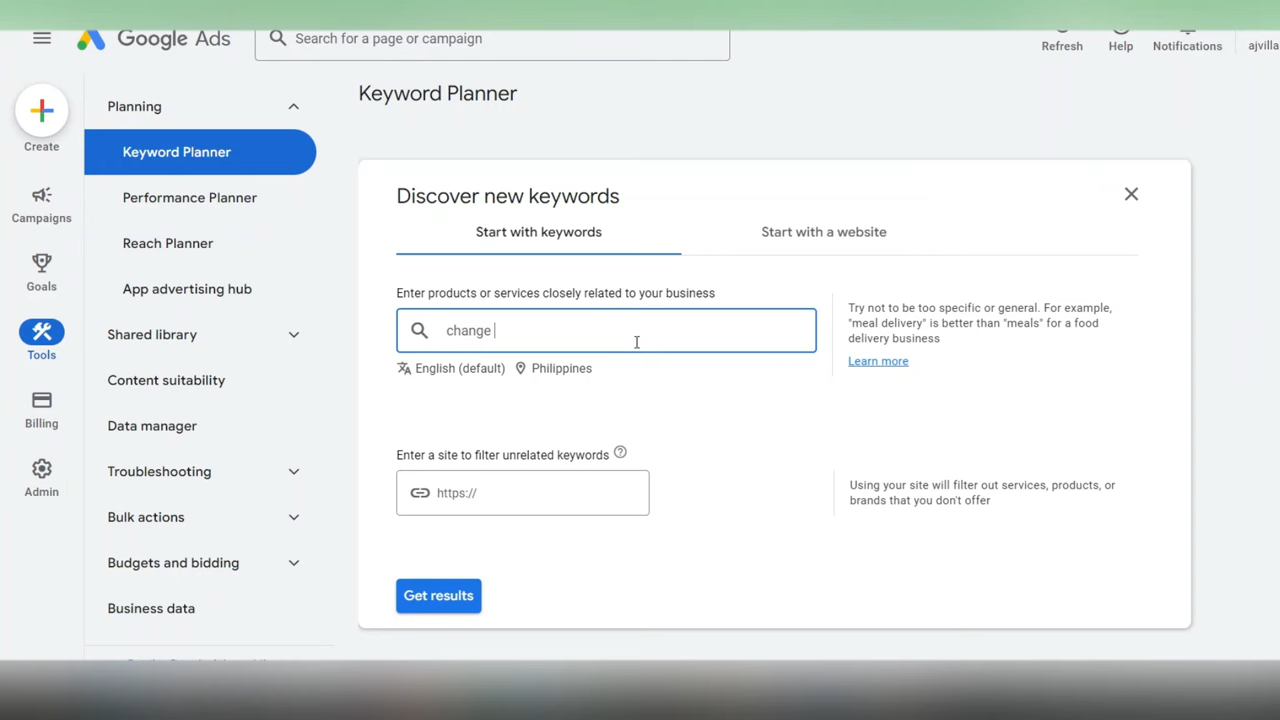 Google Ads
Search for a page or campaign
Refresh
Help
Notifications
ajvilla
Create
Campaigns
Goals
Tools
Billing
Admin
Planning
Keyword Planner
Performance Planner
Reach Planner
App advertising hub
Shared library
Content suitability
Data manager
Troubleshooting
Bulk actions
Budgets and bidding
Business data
Keyword Planner
Discover new keywords
Start with keywords
Start with a website
Enter products or services closely related to your business
change
English (default)
Philippines
Try not to be too specific or general. For example,
"meal delivery" is better than "meals" for a food
delivery business
Learn more
Enter a site to filter unrelated keywords
https://
Using your site will filter out services, products, or
brands that you don't offer
Get results